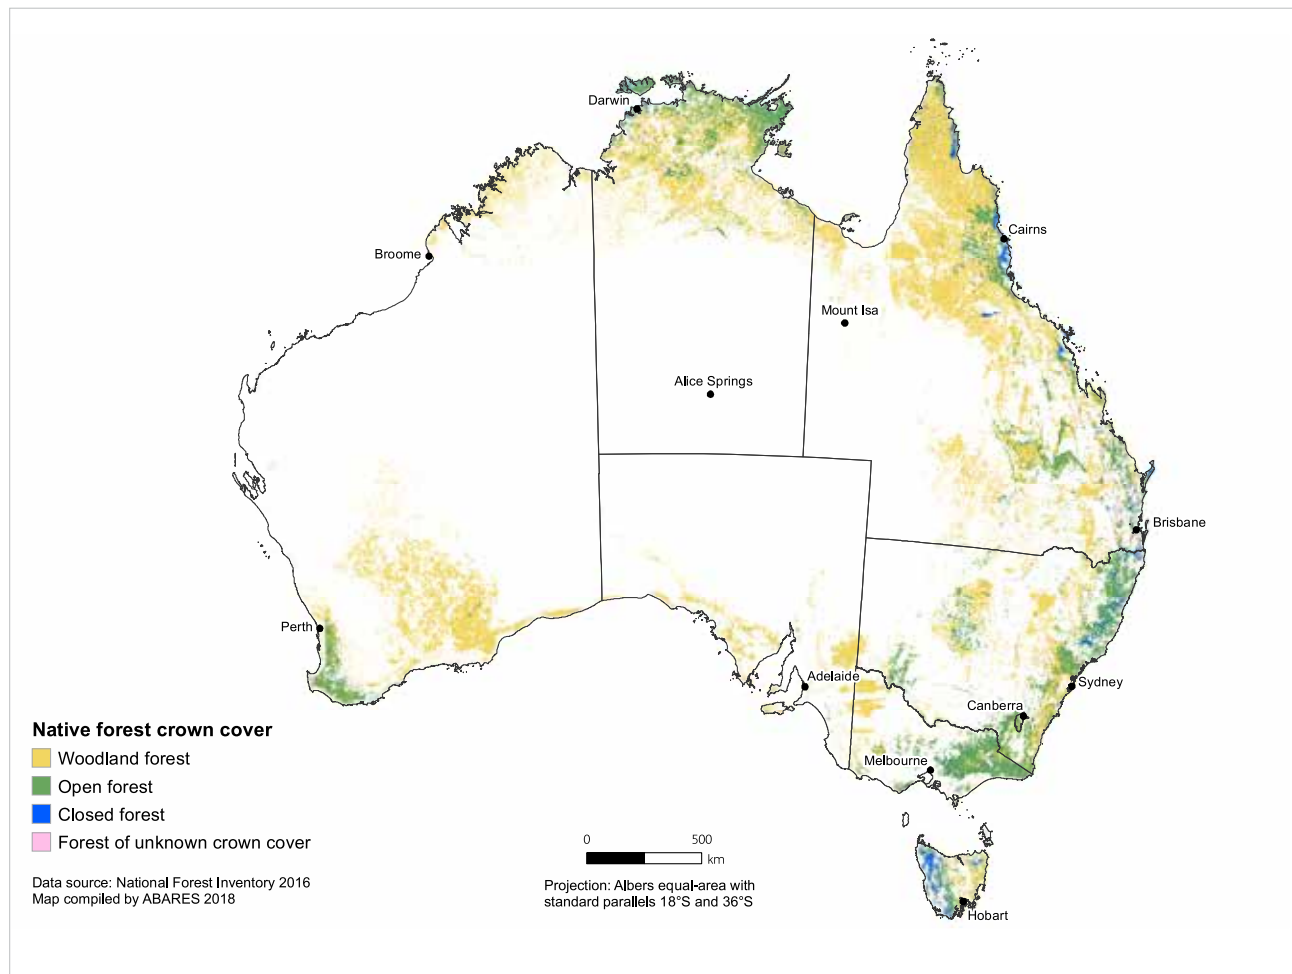 Darwin
Cairns
Broome
Mount Isa
Alice Springs
Brisbane
Perth
Adelaide
Sydney
Canberra
Melbourne
Hobart
Native forest crown cover
Woodland forest
Open forest
Closed forest
Forest of unknown crown cover
Data source: National Forest Inventory 2016
Map compiled by ABARES 2018
0 500
km
Projection: Albers equal-area with
standard parallels 18°S and 36°S